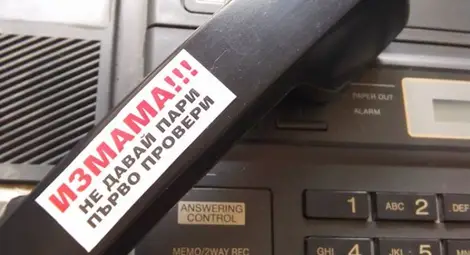 ИЗМАМА!!!
НЕ ДАВАЙ ПАРИ
ПЪРВО ПРОВЕРИ
PAPER OUT
ALARM
ANSWERING
CONTROL
1 ABC 2
MEMO/2WAY REC
GHI 4 JKL 5